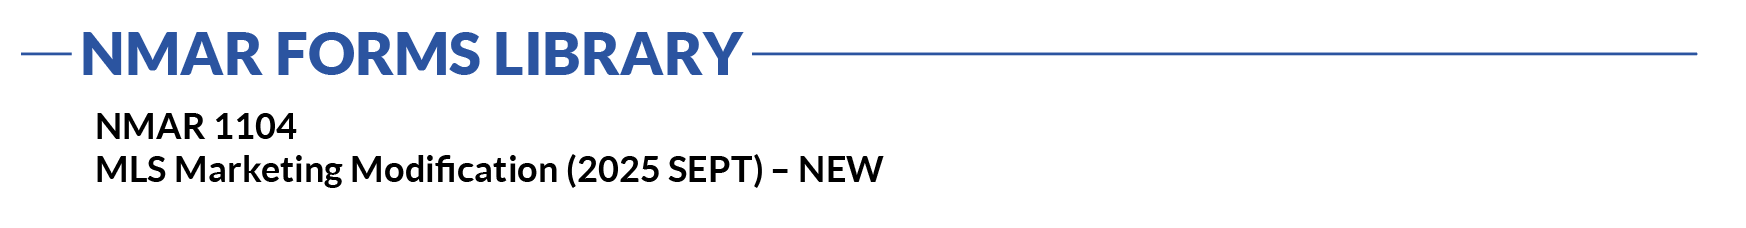 NMAR FORMS LIBRARY
NMAR 1104
MLS Marketing Modification (2025 SEPT) – NEW